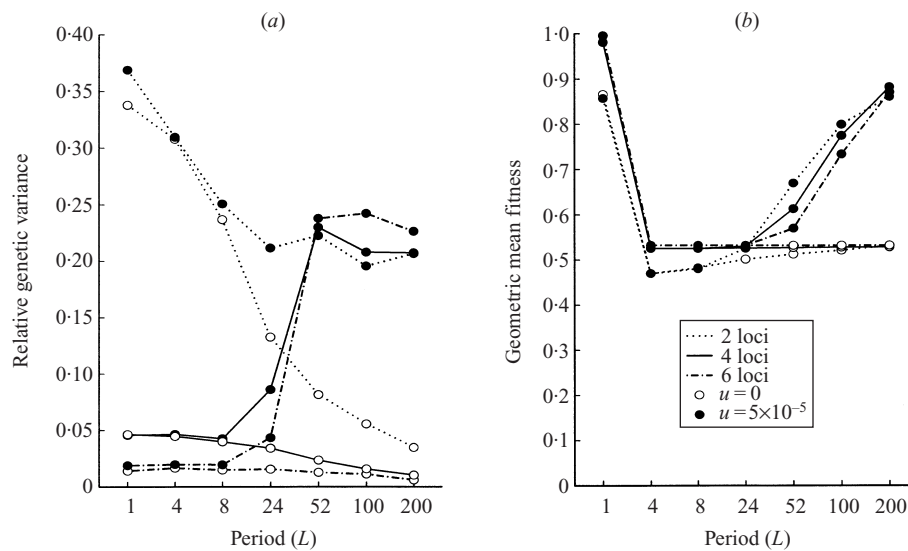 (a)
0·40
0·35
0·30
0·25
0·20
0·15
0·10
0·05
0
Relative genetic variance
1 4 8 24 52 100 200
Period (L)
(b)
1·0
0·9
0·8
0·7
0·6
0·5
0·4
0·3
0·2
0·1
0
Geometric mean fitness
2 loci
4 loci
6 loci
u = 0
u = 5×10⁻⁵
1 4 8 24 52 100 200
Period (L)